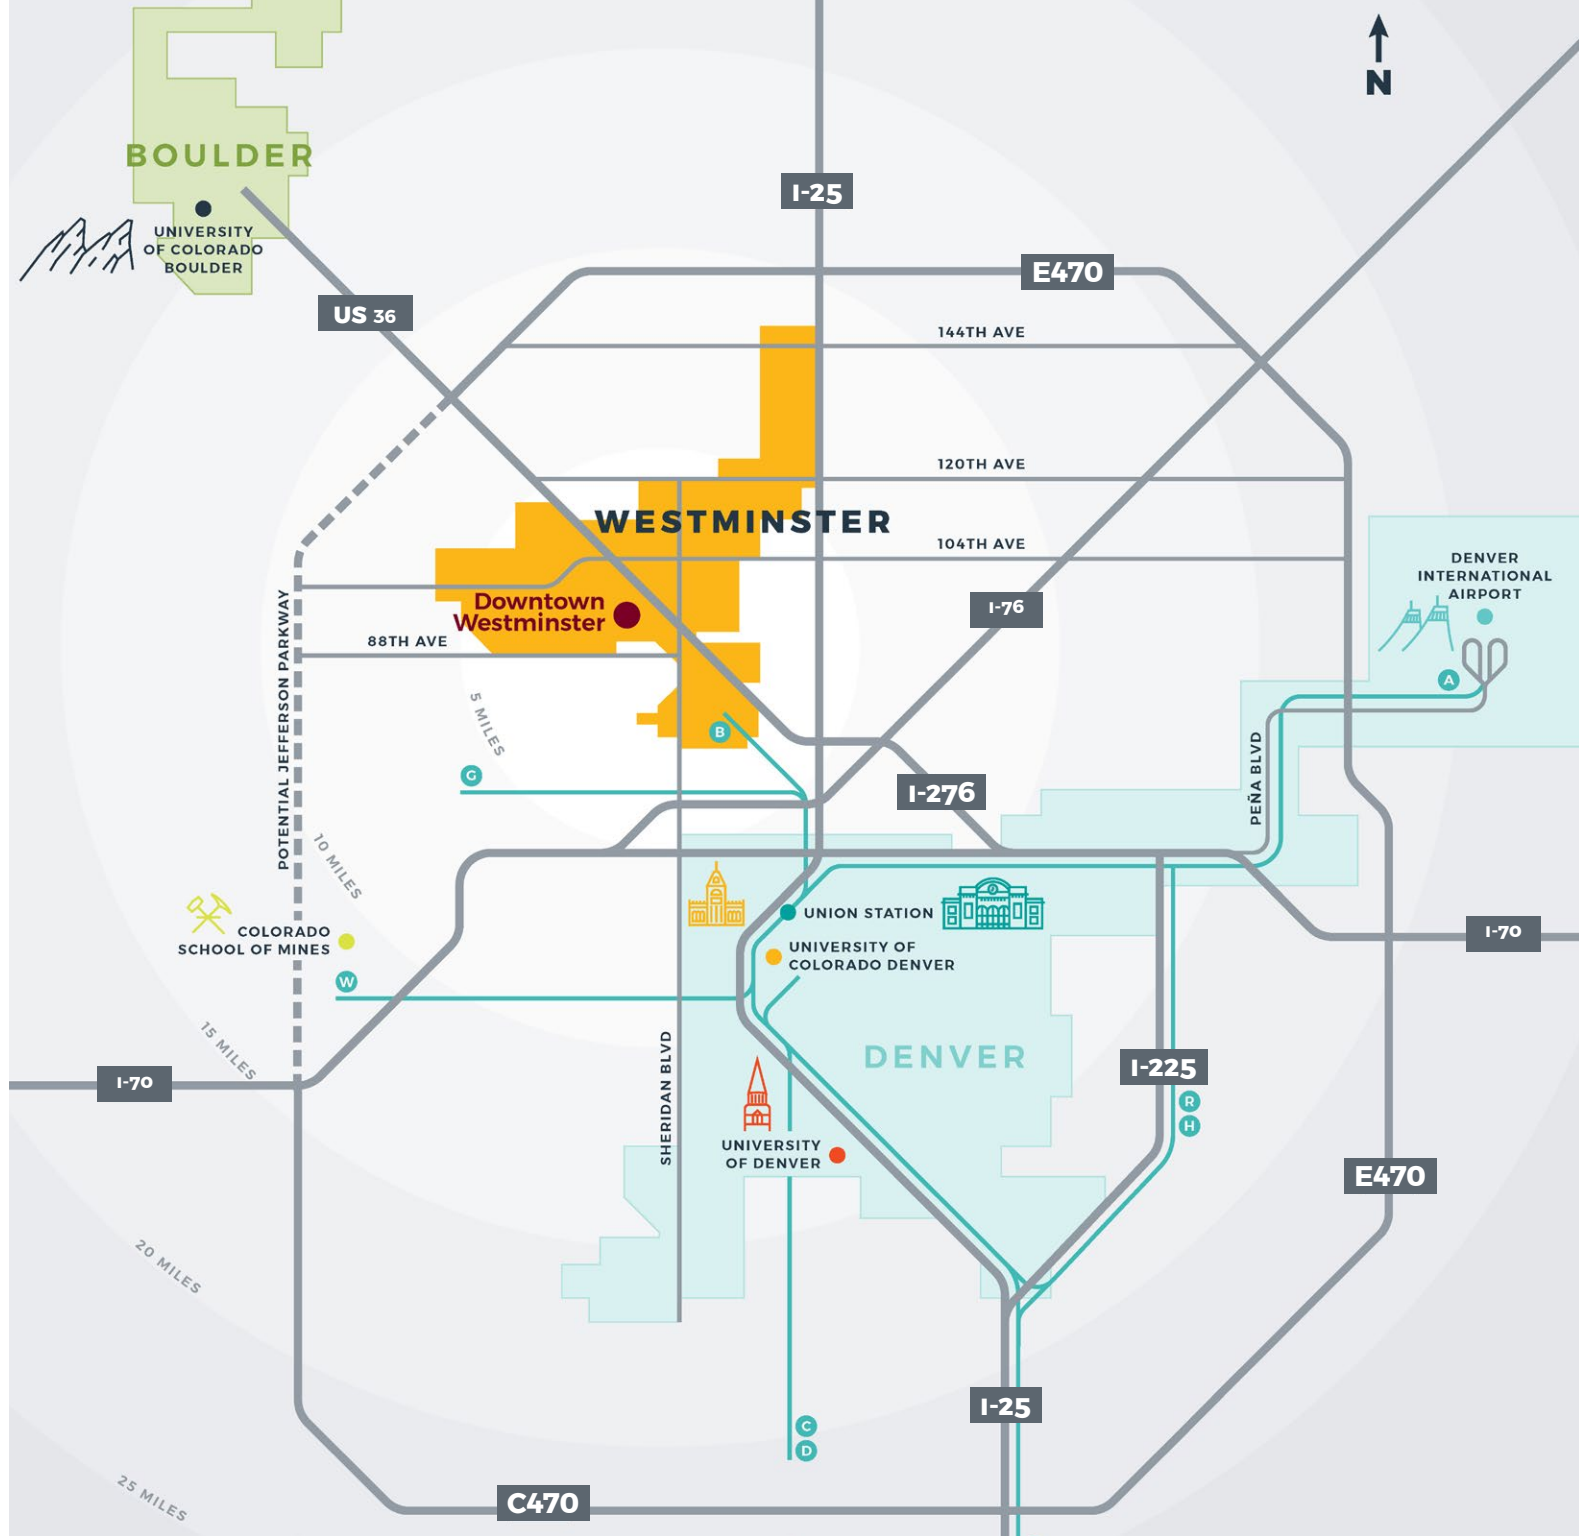 N
BOULDER
UNIVERSITY
OF COLORADO
BOULDER
I-25
US 36
E470
144TH AVE
120TH AVE
WESTMINSTER
104TH AVE
DENVER
INTERNATIONAL
AIRPORT
Downtown
Westminster
I-76
88TH AVE
POTENTIAL JEFFERSON PARKWAY
A
5 MILES
B
PEÑA BLVD
G
I-276
10 MILES
COLORADO
SCHOOL OF MINES
UNION STATION
UNIVERSITY OF
COLORADO DENVER
I-70
W
15 MILES
SHERIDAN BLVD
DENVER
I-225
I-70
R
H
UNIVERSITY
OF DENVER
E470
20 MILES
I-25
C
D
25 MILES
C470